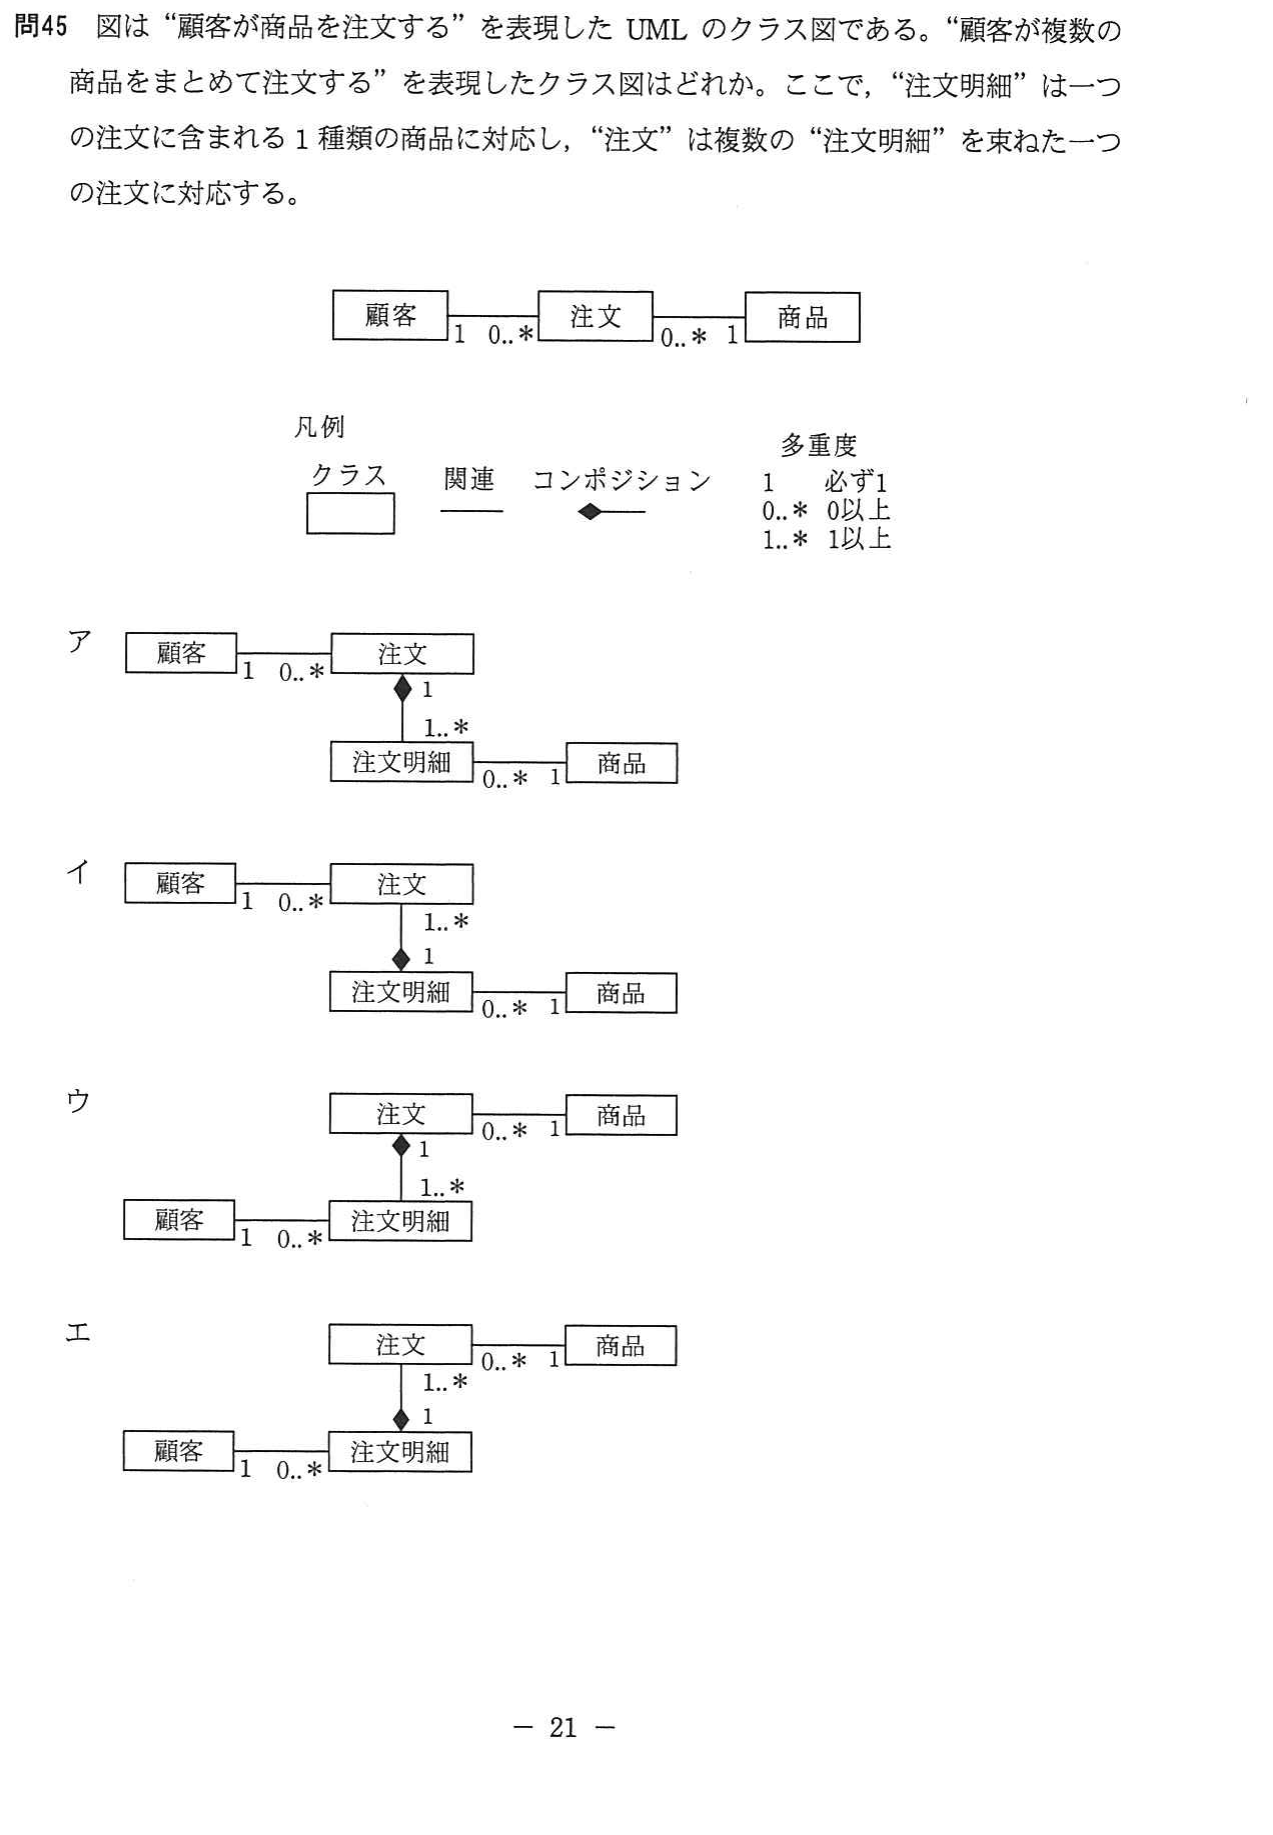 問45 図は“顧客が商品を注文する”を表現した UML のクラス図である。“顧客が複数の
商品をまとめて注文する”を表現したクラス図はどれか。ここで，“注文明細”は一つ
の注文に含まれる 1 種類の商品に対応し，“注文”は複数の“注文明細”を束ねた一つ
の注文に対応する。
顧客 1 0..* 注文 0..* 1 商品
凡例
クラス 関連 コンポジション 多重度
1 必ず1
0..* 0以上
1..* 1以上
ア 顧客 1 0..* 注文
1
1..*
注文明細 0..* 1 商品
イ 顧客 1 0..* 注文
1..*
1
注文明細 0..* 1 商品
ウ 注文 0..* 1 商品
1
1..*
顧客 1 0..* 注文明細
エ 注文 0..* 1 商品
1..*
1
顧客 1 0..* 注文明細
－ 21 －